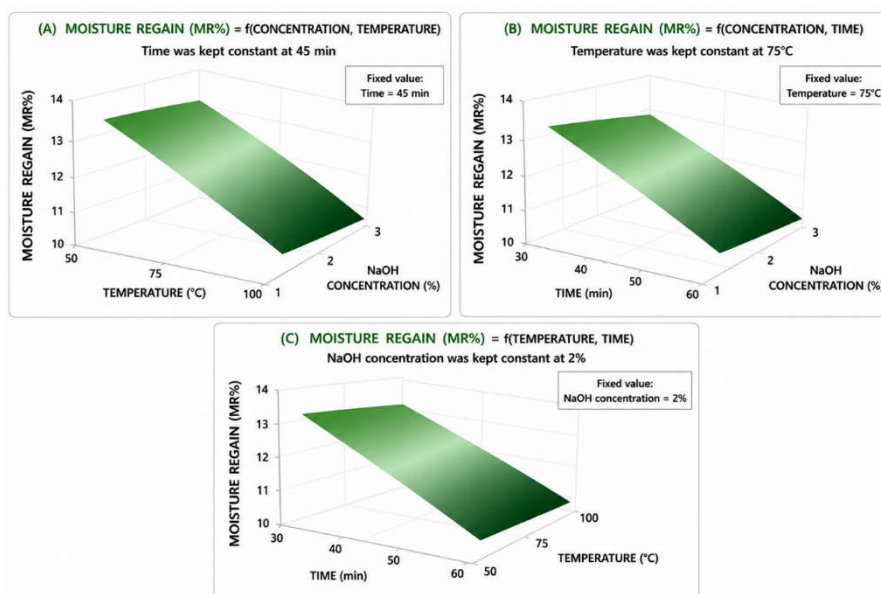 (A) MOISTURE REGAIN (MR%) = f(CONCENTRATION, TEMPERATURE)
Time was kept constant at 45 min
Fixed value:
Time = 45 min
MOISTURE REGAIN (MR%)
14
13
12
11
10
50
75
100
TEMPERATURE (°C)
1
2
3
NaOH
CONCENTRATION (%)
(B) MOISTURE REGAIN (MR%) = f(CONCENTRATION, TIME)
Temperature was kept constant at 75°C
Fixed value:
Temperature = 75°C
MOISTURE REGAIN (MR%)
14
13
12
11
10
30
40
50
60
TIME (min)
1
2
3
NaOH
CONCENTRATION (%)
(C) MOISTURE REGAIN (MR%) = f(TEMPERATURE, TIME)
NaOH concentration was kept constant at 2%
Fixed value:
NaOH concentration = 2%
MOISTURE REGAIN (MR%)
14
13
12
11
10
30
40
50
60
TIME (min)
50
75
100
TEMPERATURE (°C)